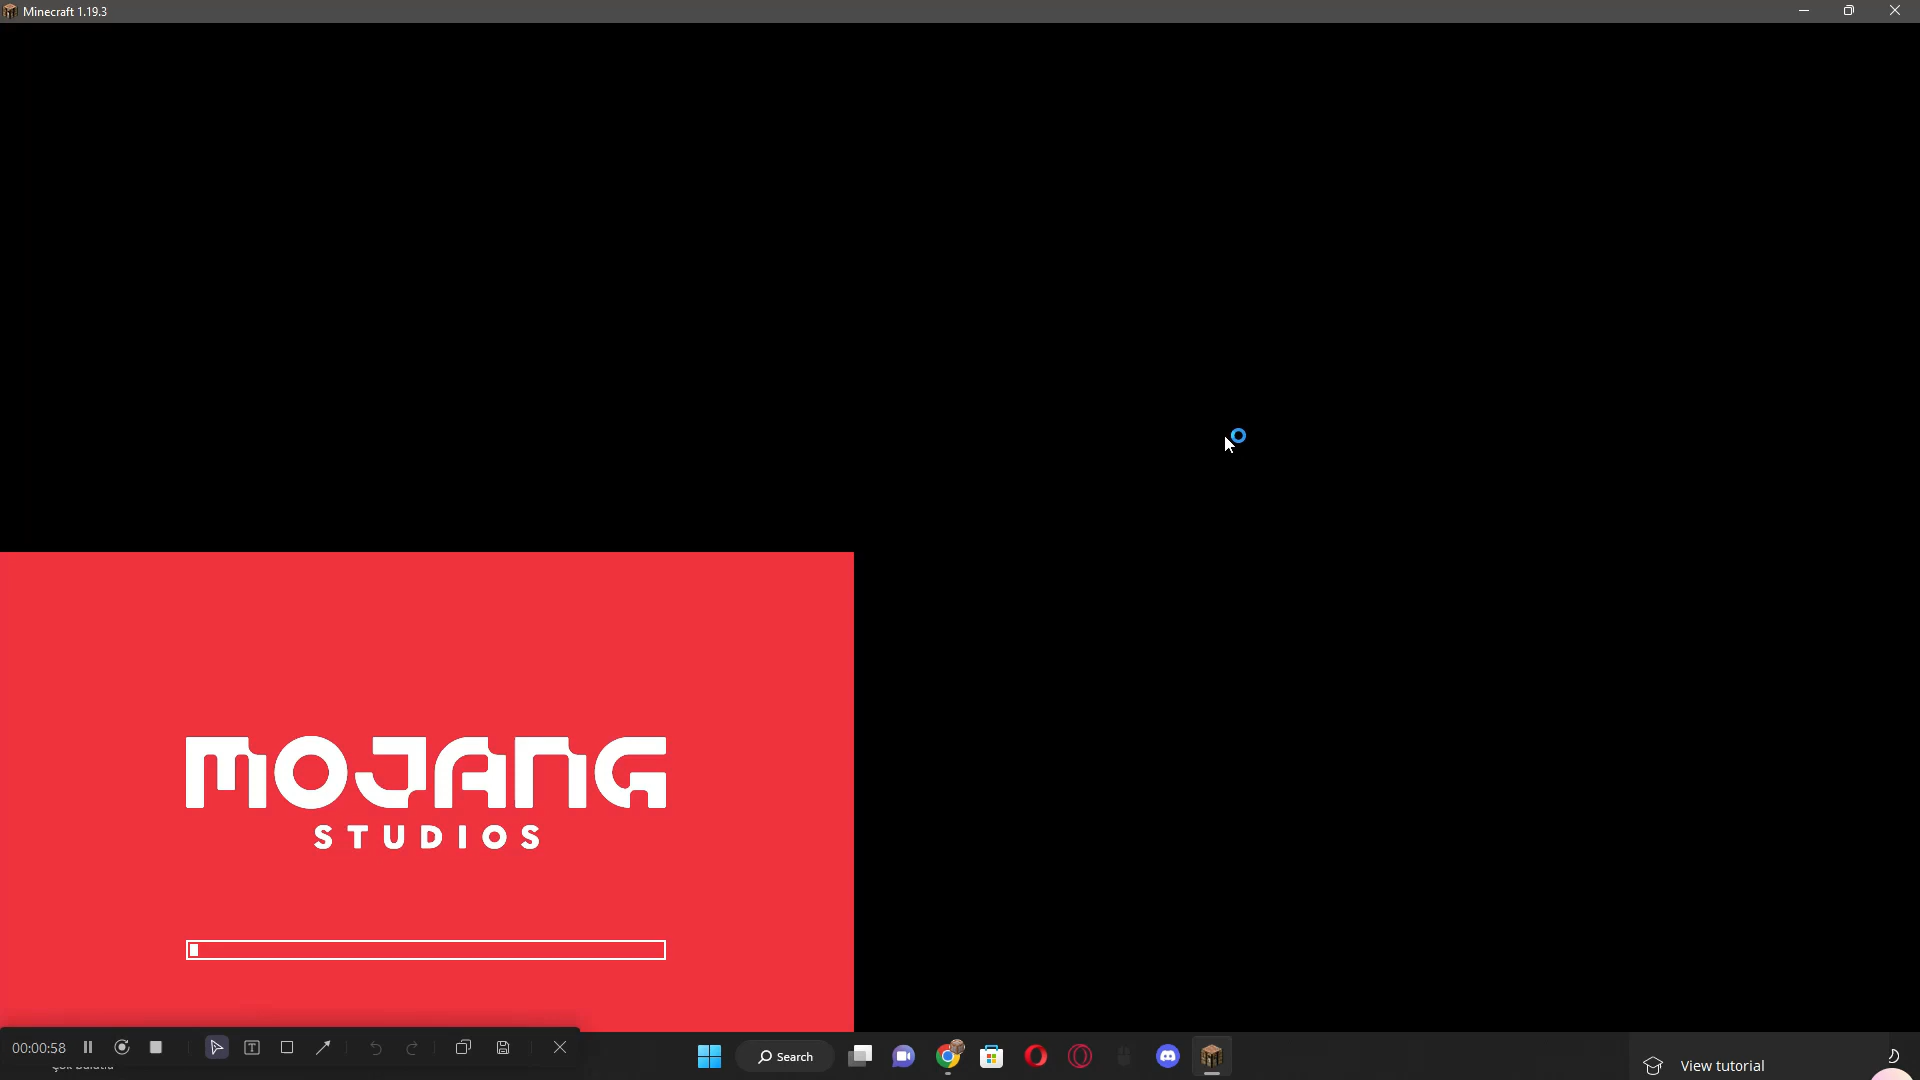 Minecraft 1.19.3
MOJANG
STUDIOS
00:00:58
Search
View tutorial